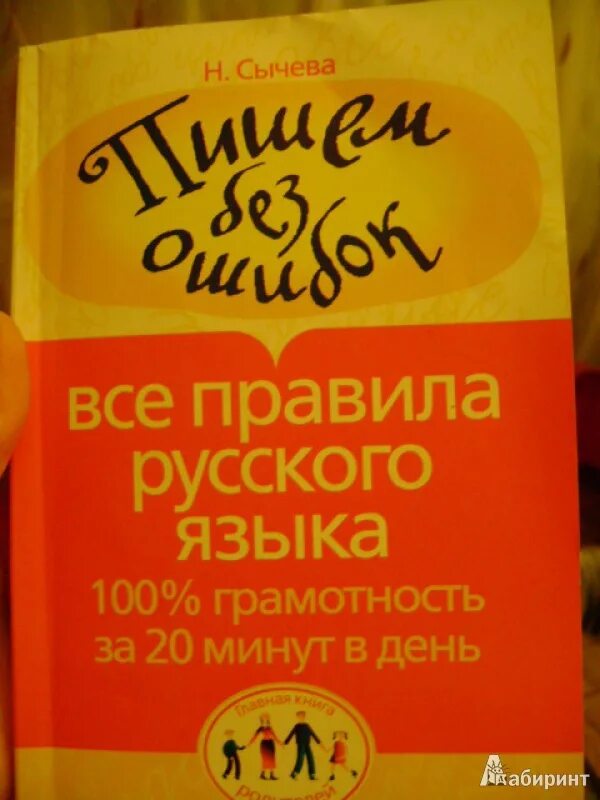 Н. Сычева
Пишем
без
ошибок
все правила
русского
языка
100% грамотность
за 20 минут в день
Главная книга
родителей
Лабиринт